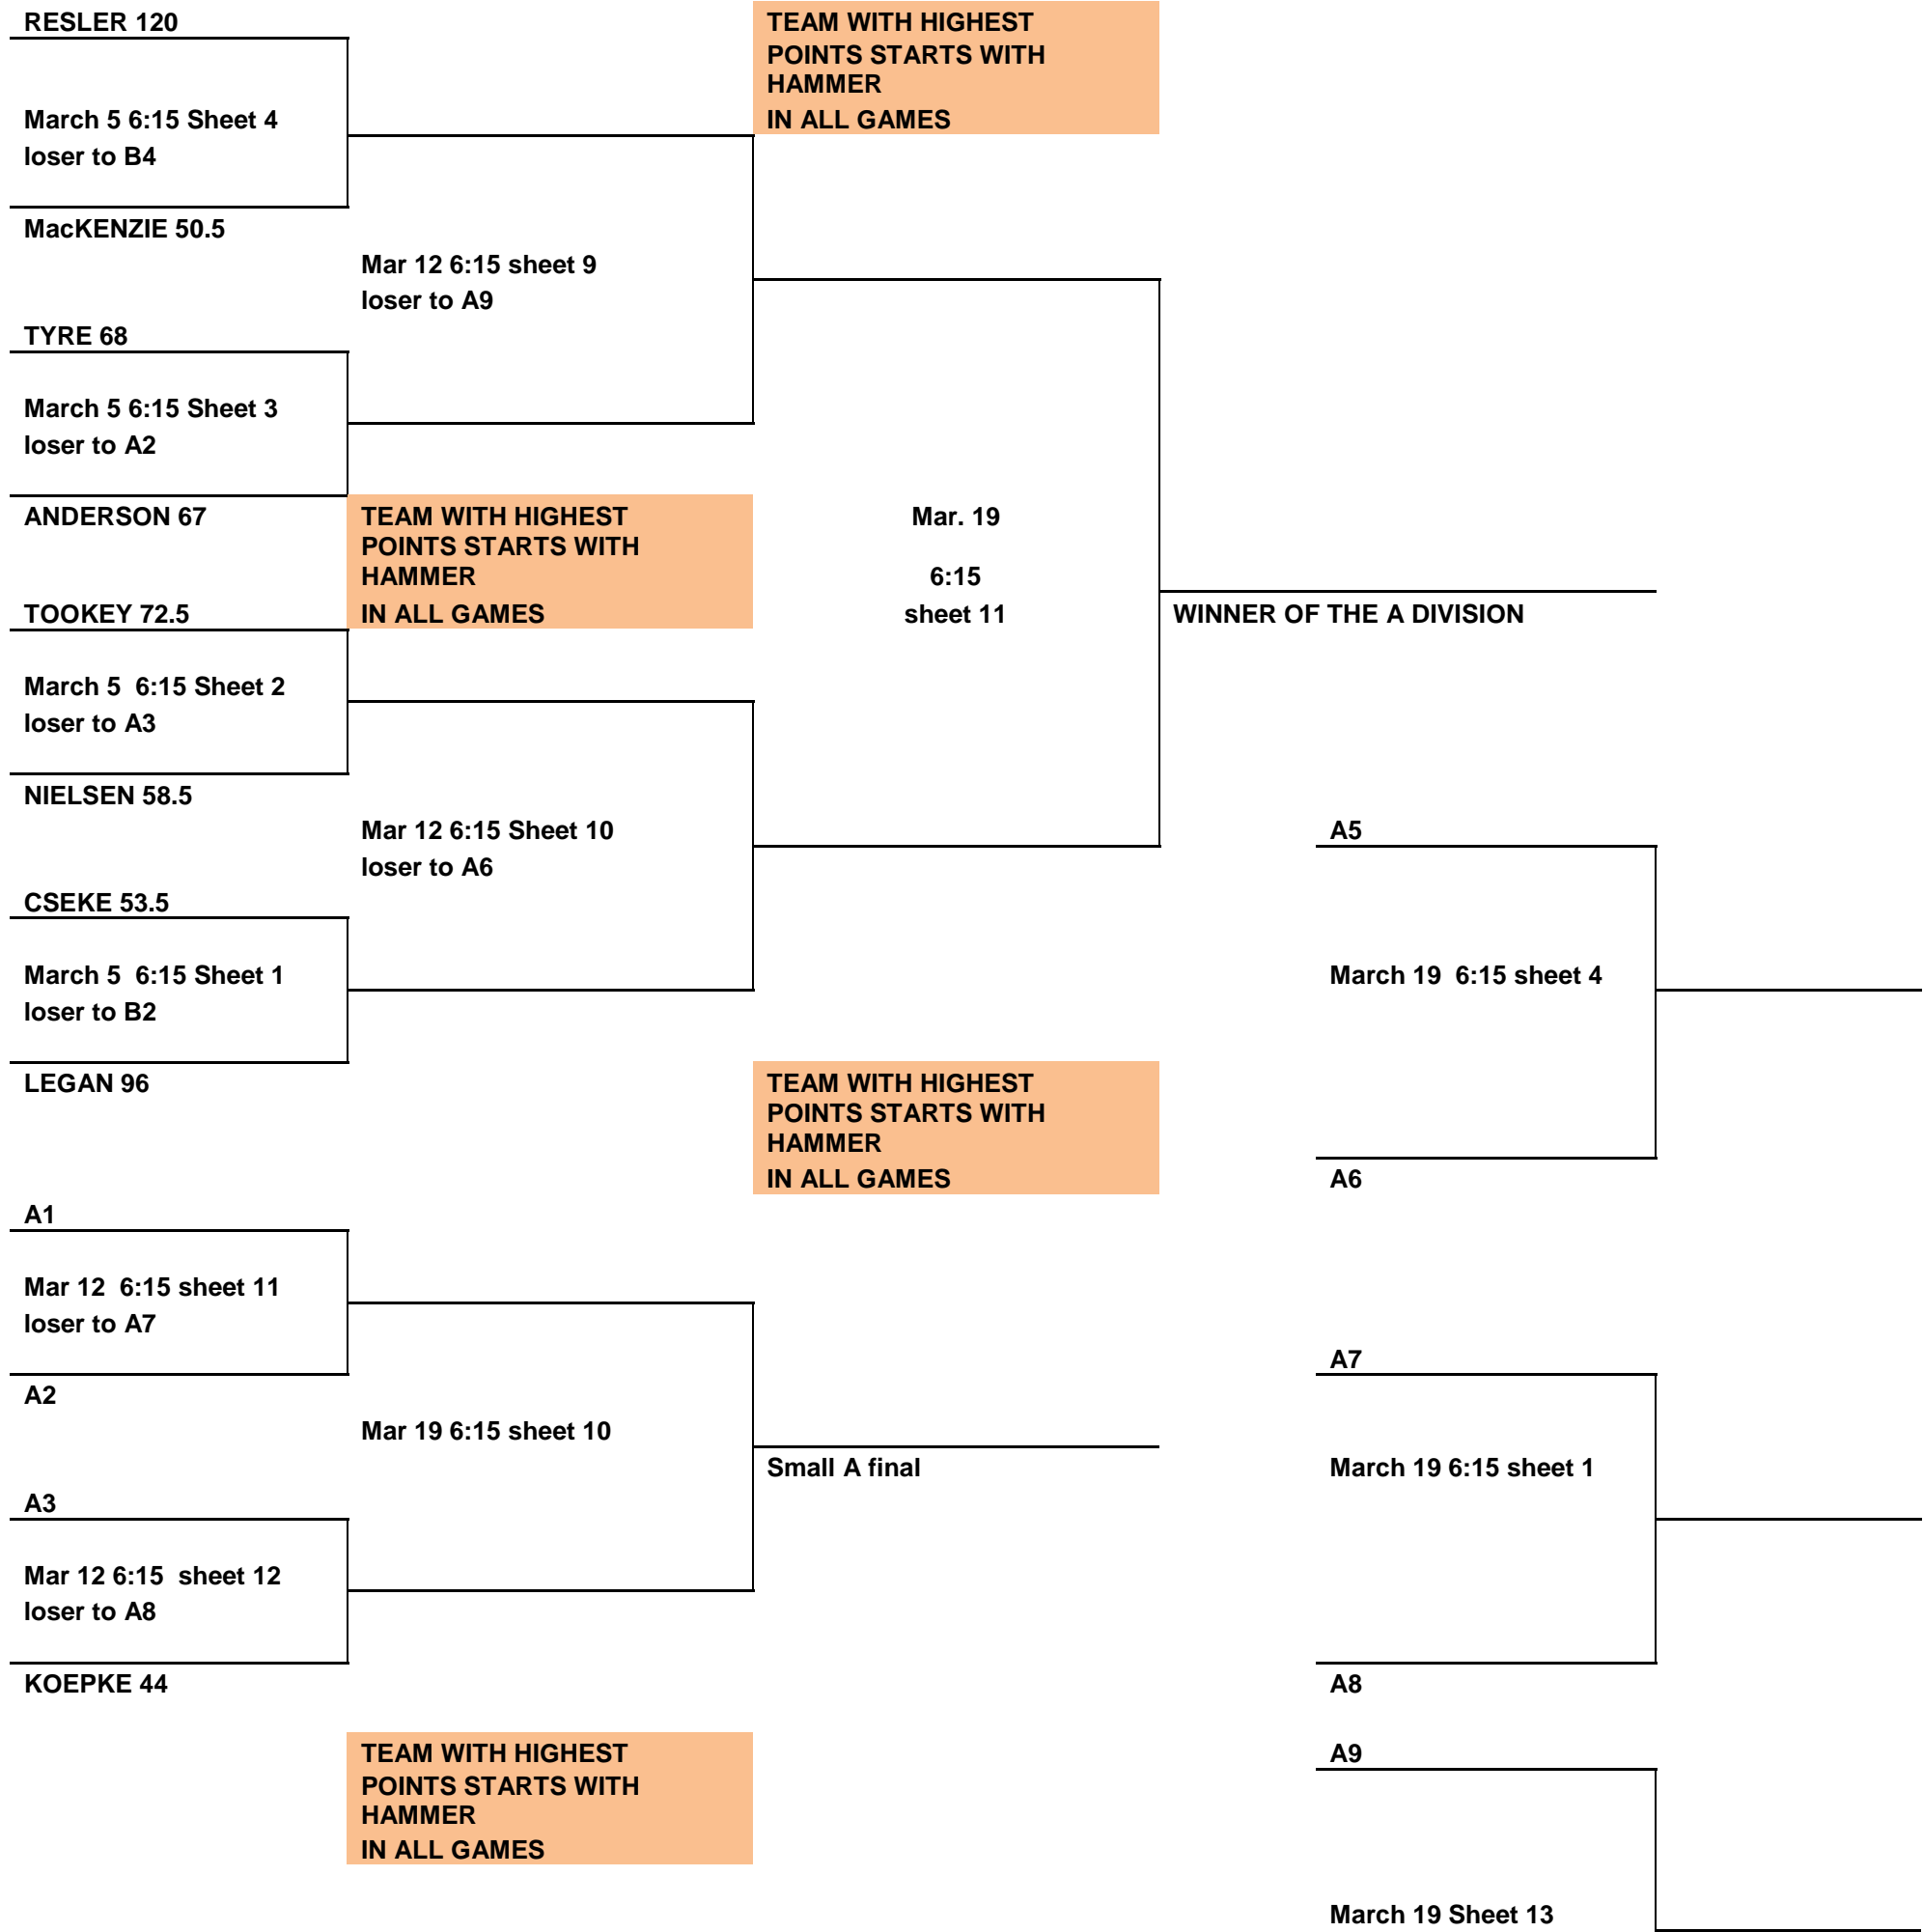 RESLER 120
TEAM WITH HIGHEST
POINTS STARTS WITH
HAMMER
IN ALL GAMES
March 5 6:15 Sheet 4
loser to B4
MacKENZIE 50.5
Mar 12 6:15 sheet 9
loser to A9
TYRE 68
March 5 6:15 Sheet 3
loser to A2
ANDERSON 67
TEAM WITH HIGHEST
POINTS STARTS WITH
HAMMER
IN ALL GAMES
Mar. 19
6:15
sheet 11
TOOKEY 72.5
WINNER OF THE A DIVISION
March 5  6:15 Sheet 2
loser to A3
NIELSEN 58.5
Mar 12 6:15 Sheet 10
loser to A6
A5
CSEKE 53.5
March 5  6:15 Sheet 1
loser to B2
March 19  6:15 sheet 4
LEGAN 96
TEAM WITH HIGHEST
POINTS STARTS WITH
HAMMER
IN ALL GAMES
A6
A1
Mar 12  6:15 sheet 11
loser to A7
A2
A7
Mar 19 6:15 sheet 10
Small A final
March 19 6:15 sheet 1
A3
Mar 12 6:15  sheet 12
loser to A8
KOEPKE 44
A8
TEAM WITH HIGHEST
POINTS STARTS WITH
HAMMER
IN ALL GAMES
A9
March 19 Sheet 13